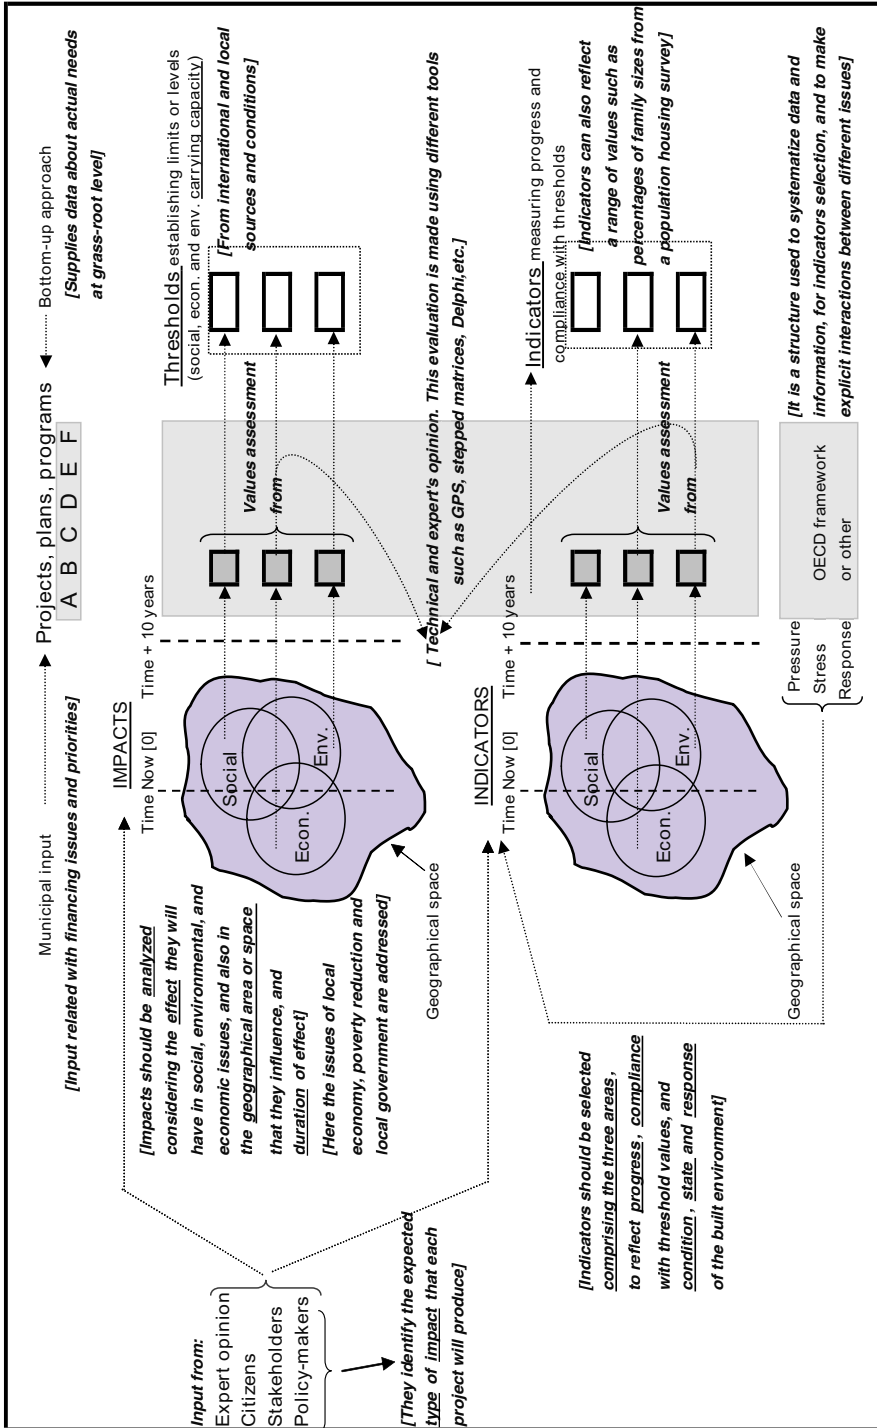 Municipal input
Projects, plans, programs
Bottom-up approach
[Input related with financing issues and priorities]
A B C D E F
[Supplies data about actual needs
at grass-root level]
[Impacts should be analyzed
considering the effect they will
have in social, environmental, and
economic issues, and also in
the geographical area or space
that they influence, and
duration of effect]
[Here the issues of local
economy, poverty reduction and
local government are addressed]
IMPACTS
Time Now [0]
Time + 10 years
Social
Econ.
Env.
Geographical space
Values assessment
from
Thresholds establishing limits or levels
(social, econ. and env. carrying capacity)
[From international and local
sources and conditions]
Input from:
Expert opinion
Citizens
Stakeholders
Policy-makers
[They identify the expected
type of impact that each
project will produce]
[ Technical and expert's opinion. This evaluation is made using different tools
such as GPS, stepped matrices, Delphi,etc.]
INDICATORS
Time Now [0]
Time + 10 years
Social
Econ.
Env.
Geographical space
Values assessment
from
Indicators measuring progress and
compliance with thresholds
[Indicators can also reflect
a range of values such as
percentages of family sizes from
a population housing survey]
[Indicators should be selected
comprising the three areas,
to reflect progress, compliance
with threshold values, and
condition, state and response
of the built environment]
Pressure
Stress
Response
OECD framework
or other
[It is a structure used to systematize data and
information, for indicators selection, and to make
explicit interactions between different issues]